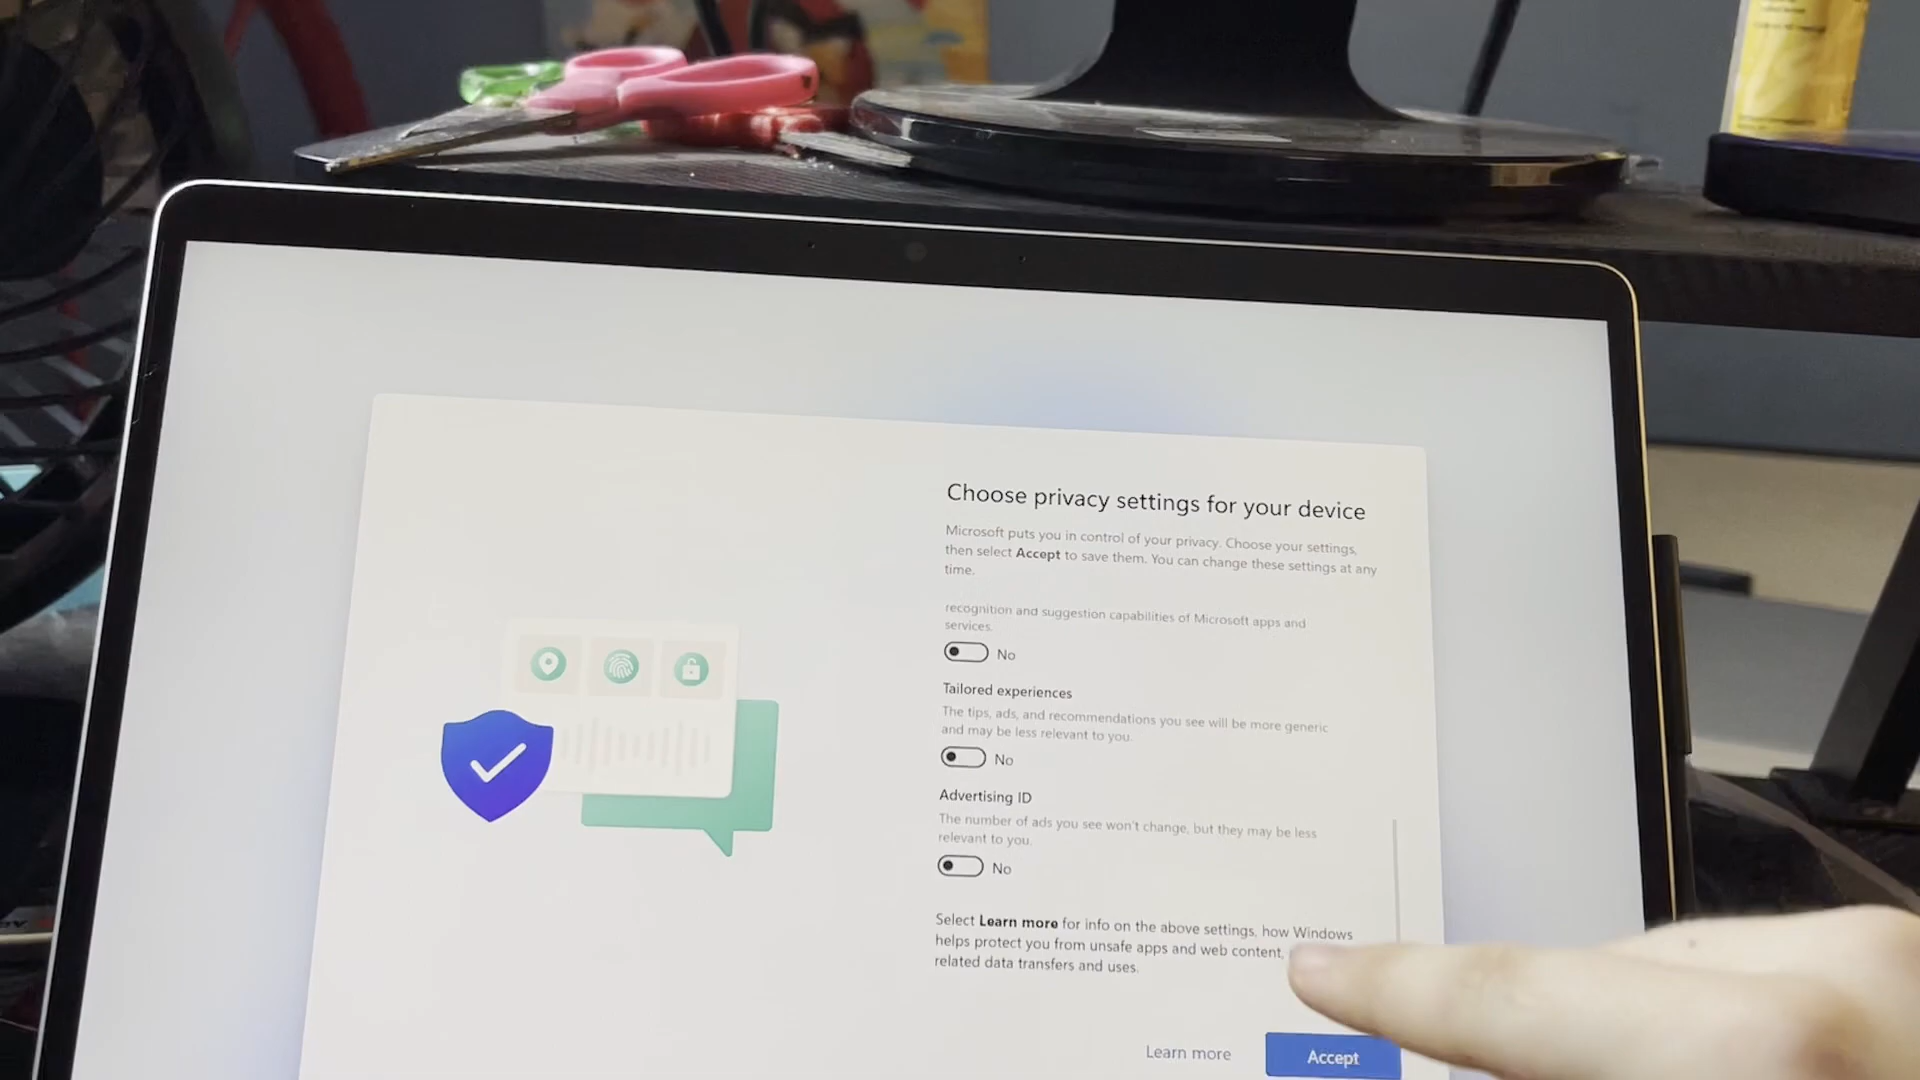 Choose privacy settings for your device
Microsoft puts you in control of your privacy. Choose your settings,
then select Accept to save them. You can change these settings at any
time.
recognition and suggestion capabilities of Microsoft apps and
services.
No
Tailored experiences
The tips, ads, and recommendations you see will be more generic
and may be less relevant to you.
No
Advertising ID
The number of ads you see won't change, but they may be less
relevant to you.
No
Select Learn more for info on the above settings, how Windows
helps protect you from unsafe apps and web content,
related data transfers and uses.
Learn more
Accept